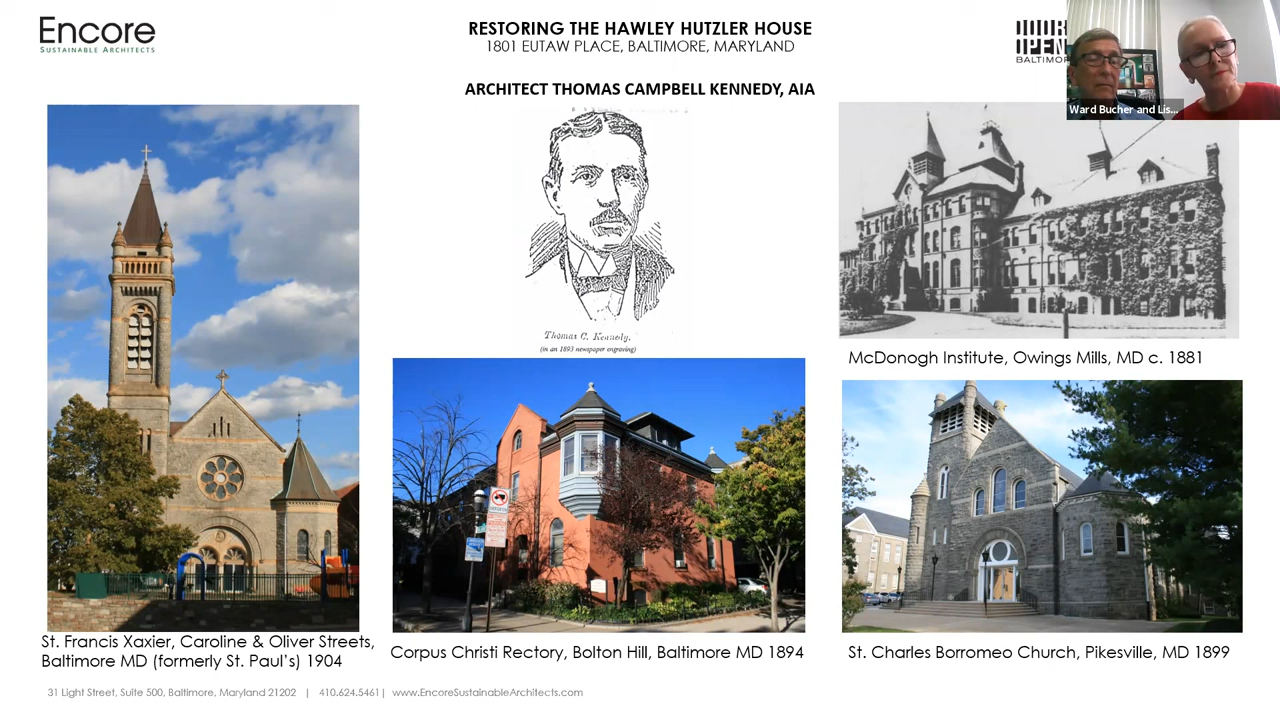 Encore
SUSTAINABLE ARCHITECTS
RESTORING THE HAWLEY HUTZLER HOUSE
1801 EUTAW PLACE, BALTIMORE, MARYLAND
OPEN
Ward Bucher and Lis...
ARCHITECT THOMAS CAMPBELL KENNEDY, AIA
Thomas C. Kennedy.
(in an 1893 newspaper engraving)
McDonogh Institute, Owings Mills, MD c. 1881
St. Francis Xaxier, Caroline & Oliver Streets,
Baltimore MD (formerly St. Paul's) 1904
Corpus Christi Rectory, Bolton Hill, Baltimore MD 1894
St. Charles Borromeo Church, Pikesville, MD 1899
31 Light Street, Suite 500, Baltimore, Maryland 21202 | 410.624.5461| www.EncoreSustainableArchitects.com